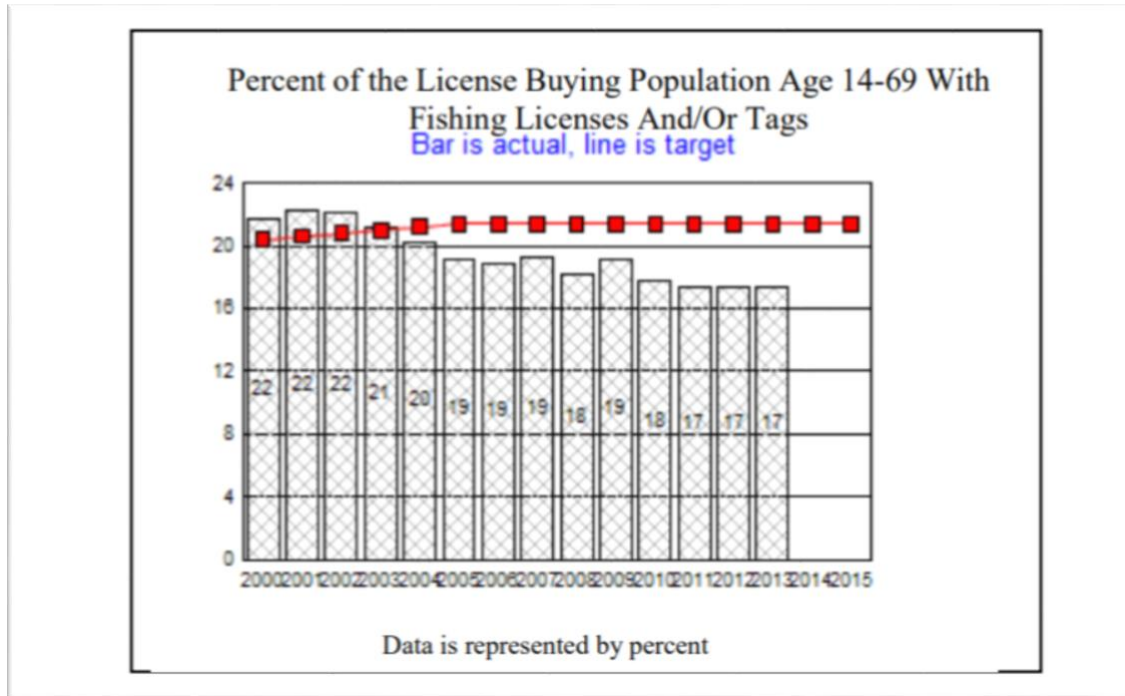 Percent of the License Buying Population Age 14-69 With
Fishing Licenses And/Or Tags
Bar is actual, line is target
24
20
16
12
8
4
0
22 22 22 21 20 19 19 19 18 19 18 17 17 17
2000 2001 2002 2003 2004 2005 2006 2007 2008 2009 2010 2011 2012 2013 2014 2015
Data is represented by percent